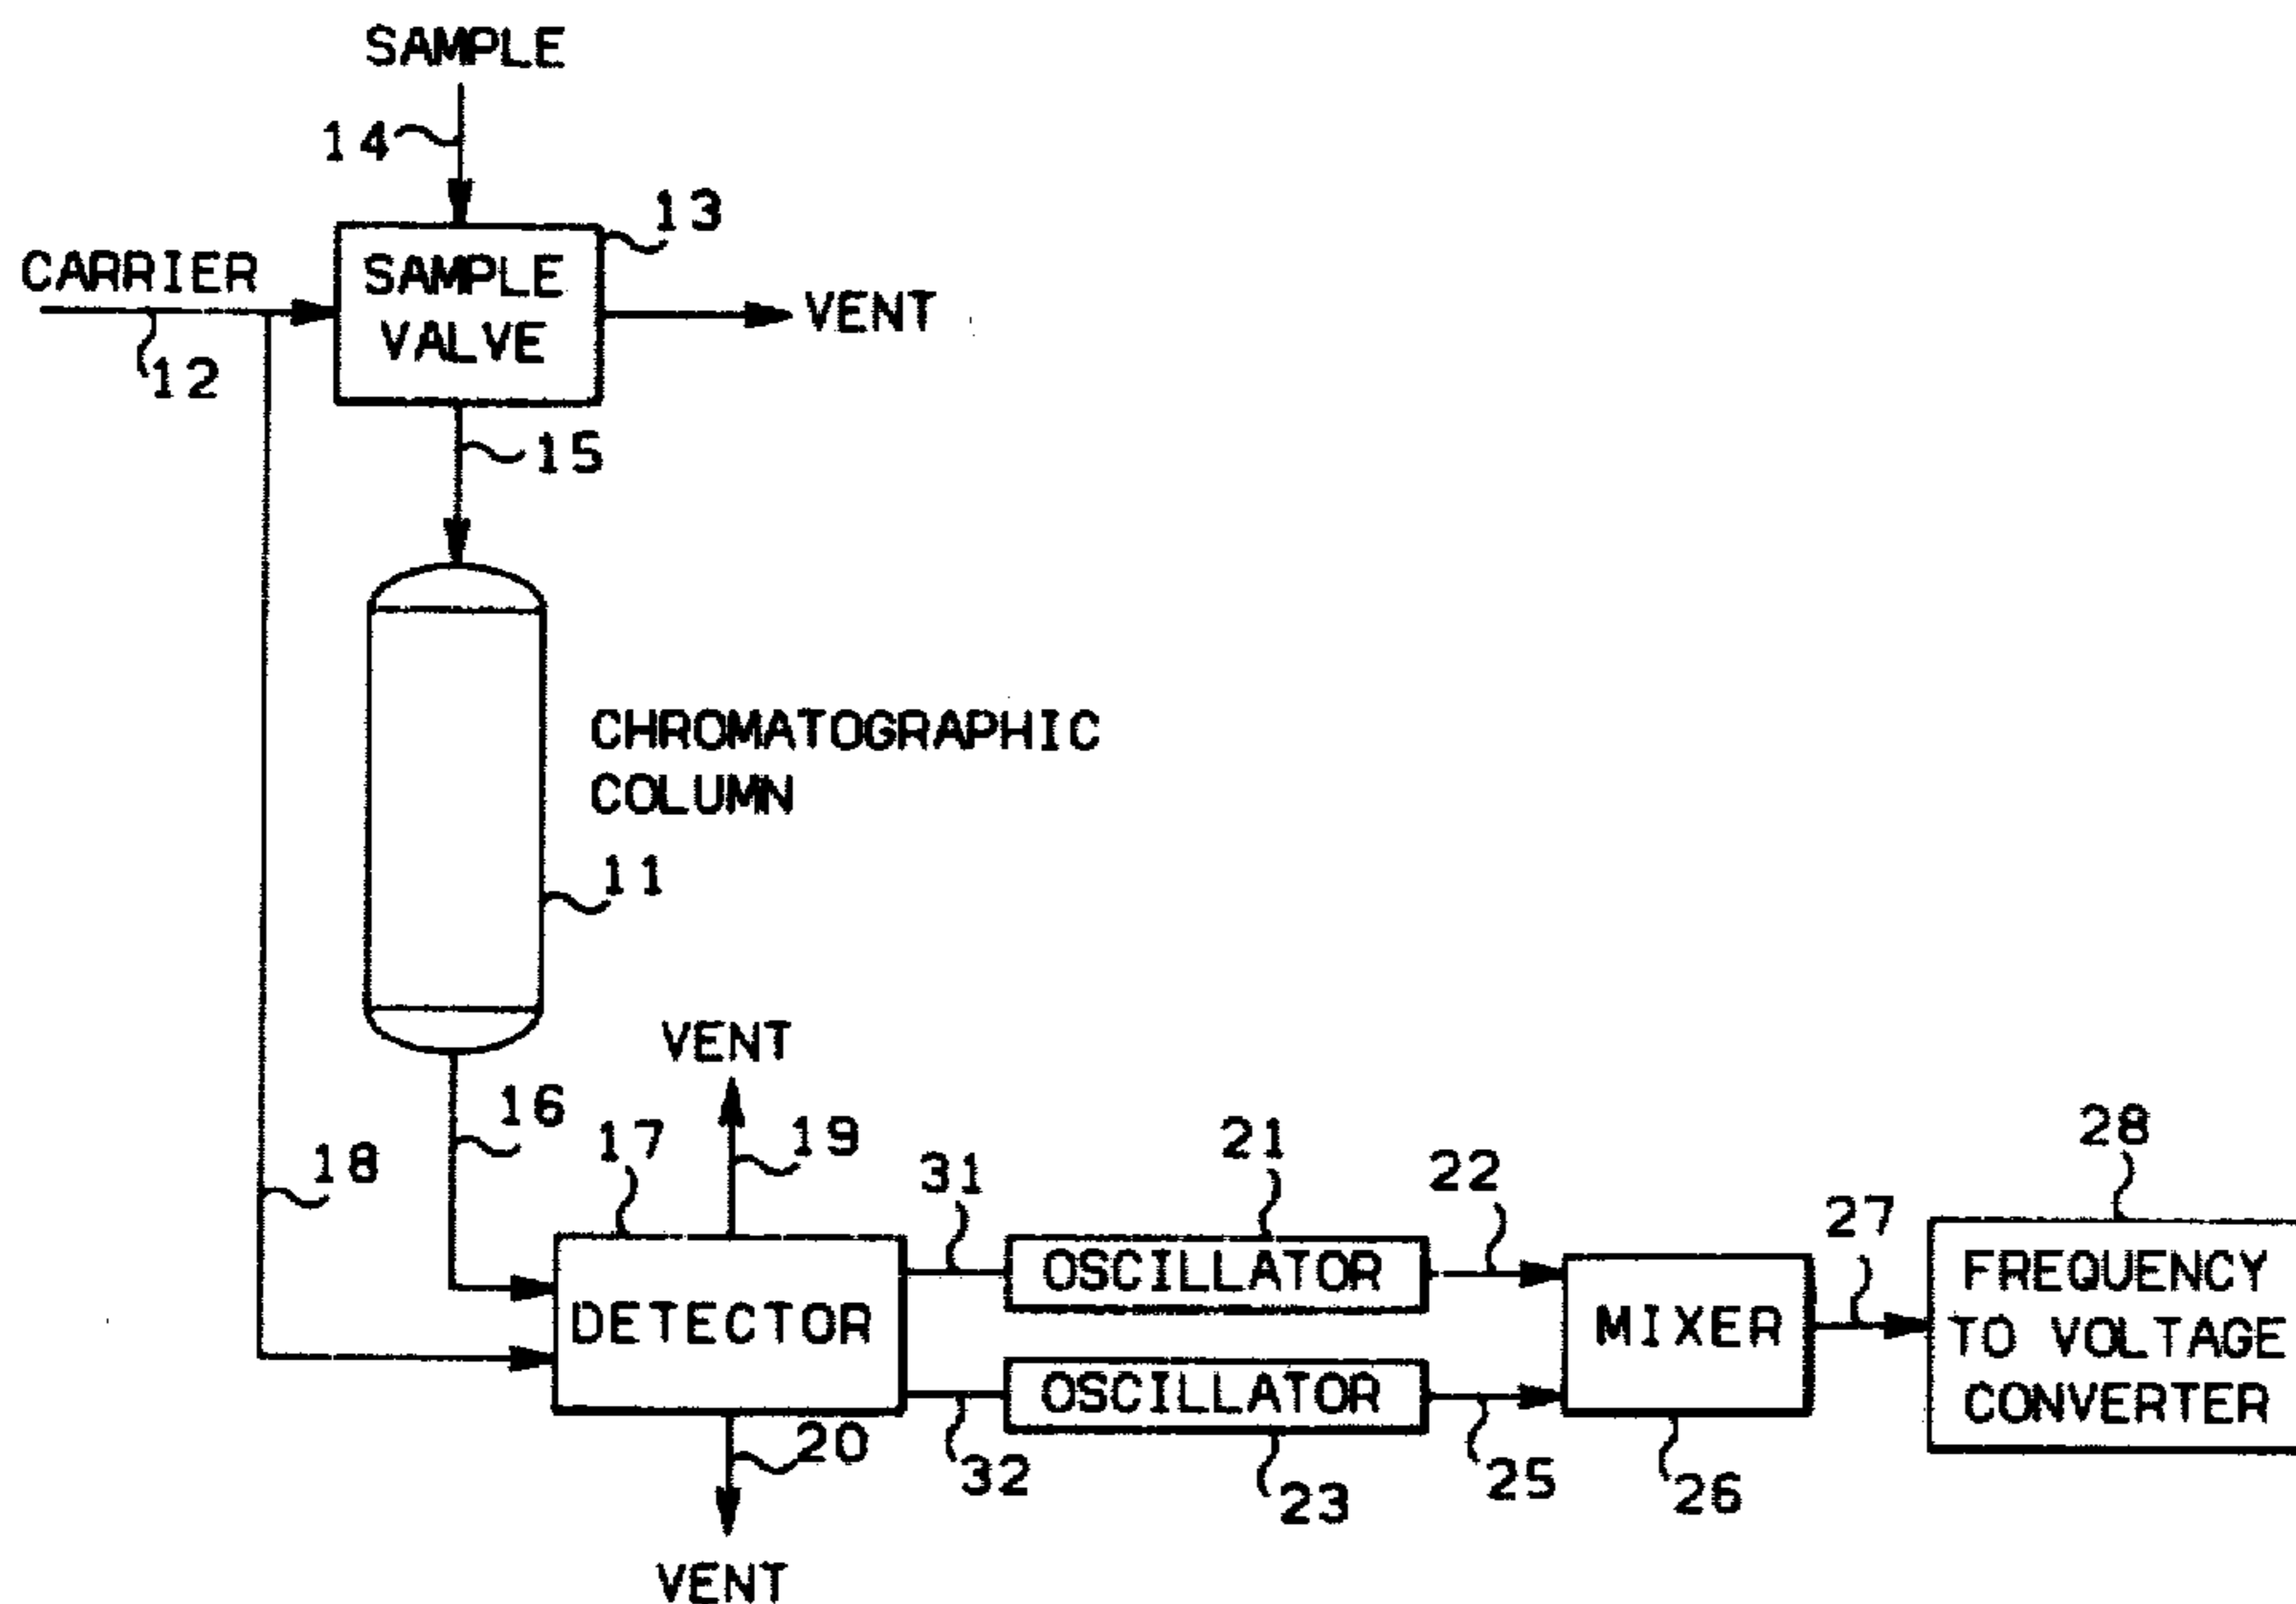 SAMPLE
14
13
CARRIER
SAMPLE
VALVE
VENT
12
15
CHROMATOGRAPHIC
COLUMN
11
VENT
16
17
19
18
31
21
22
27
28
DETECTOR
OSCILLATOR
OSCILLATOR
MIXER
FREQUENCY
TO VOLTAGE
CONVERTER
20
32
23
25
26
VENT